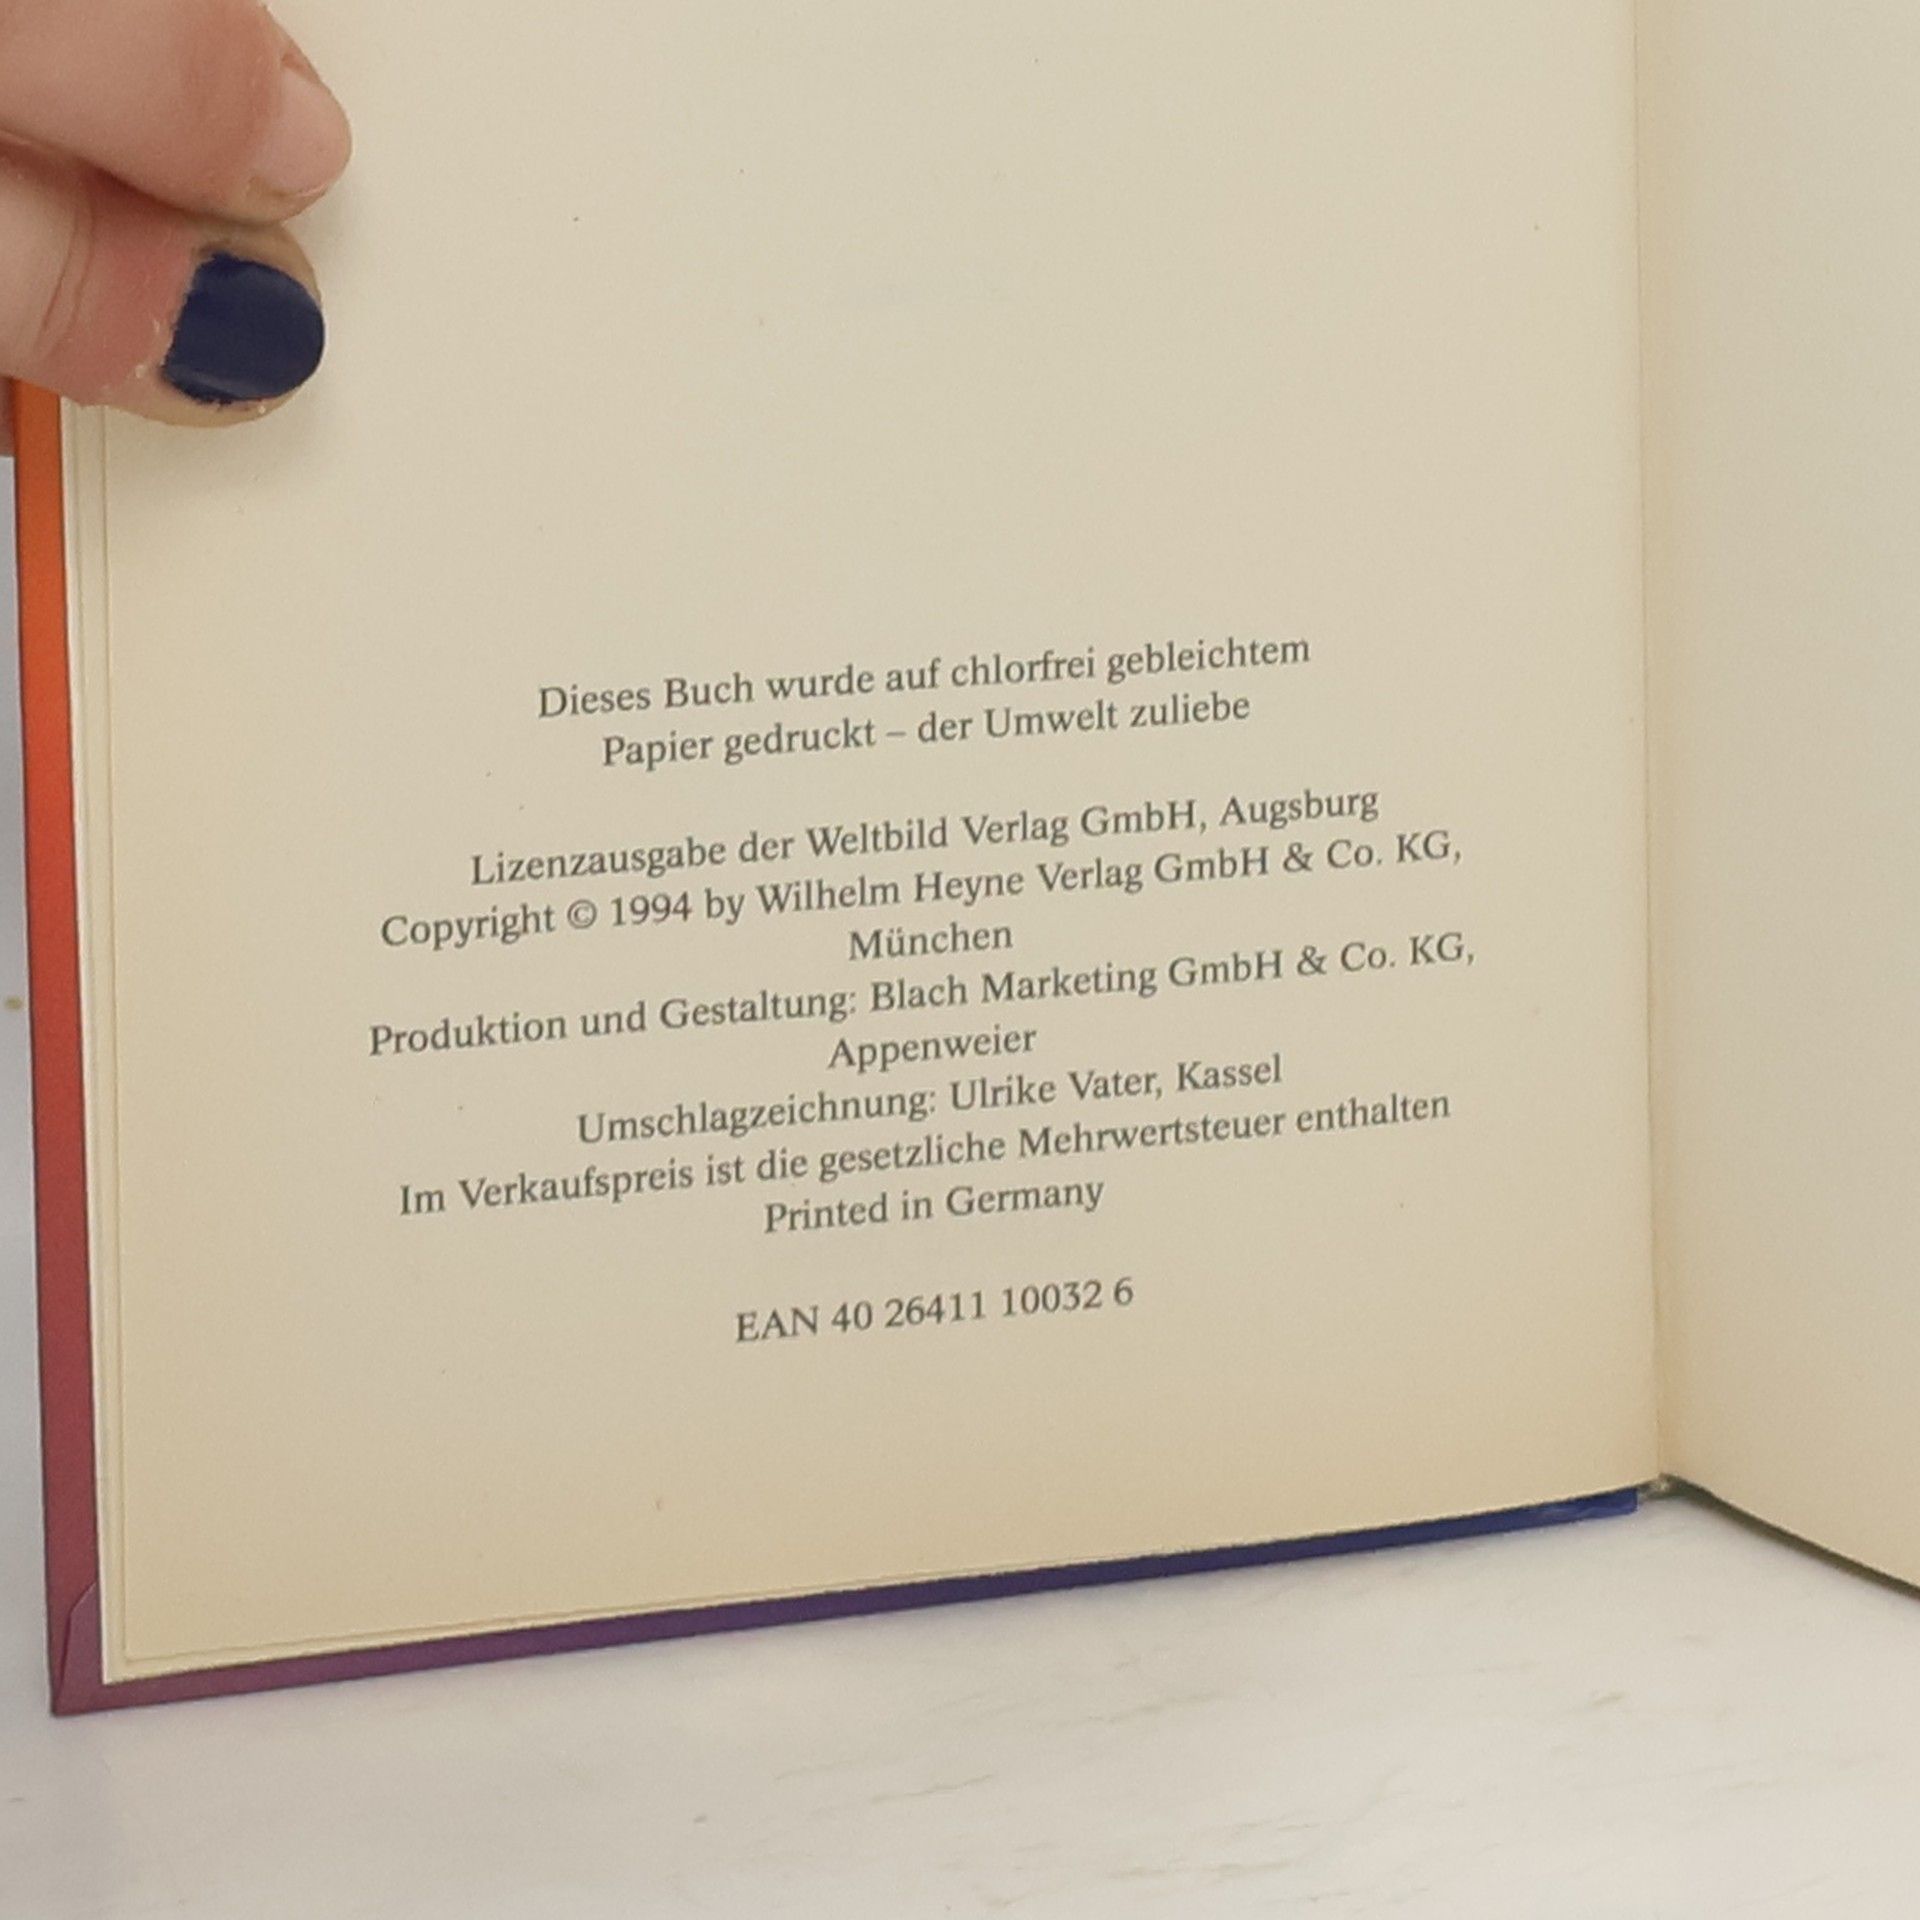 Dieses Buch wurde auf chlorfrei gebleichtem
Papier gedruckt – der Umwelt zuliebe
Lizenzausgabe der Weltbild Verlag GmbH, Augsburg
Copyright © 1994 by Wilhelm Heyne Verlag GmbH & Co. KG,
München
Produktion und Gestaltung: Blach Marketing GmbH & Co. KG,
Appenweier
Umschlagzeichnung: Ulrike Vater, Kassel
Im Verkaufspreis ist die gesetzliche Mehrwertsteuer enthalten
Printed in Germany
EAN 40 26411 10032 6